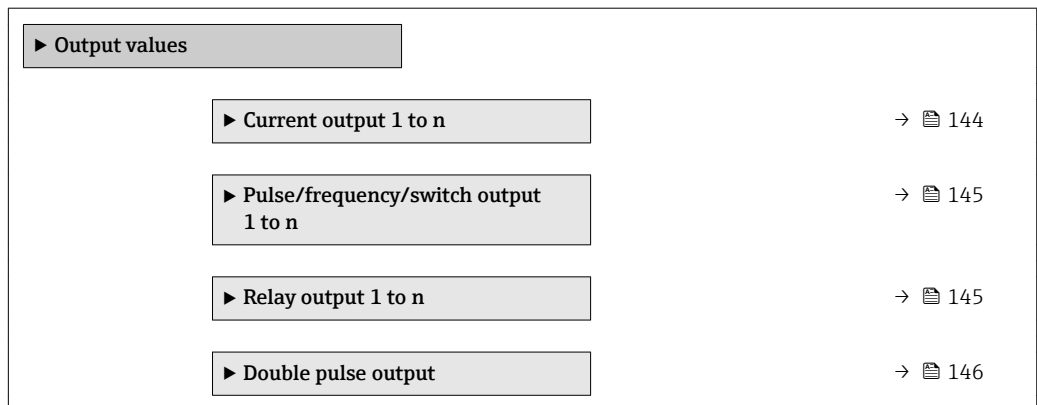 ▶ Output values
▶ Current output 1 to n → 144
▶ Pulse/frequency/switch output
1 to n → 145
▶ Relay output 1 to n → 145
▶ Double pulse output → 146